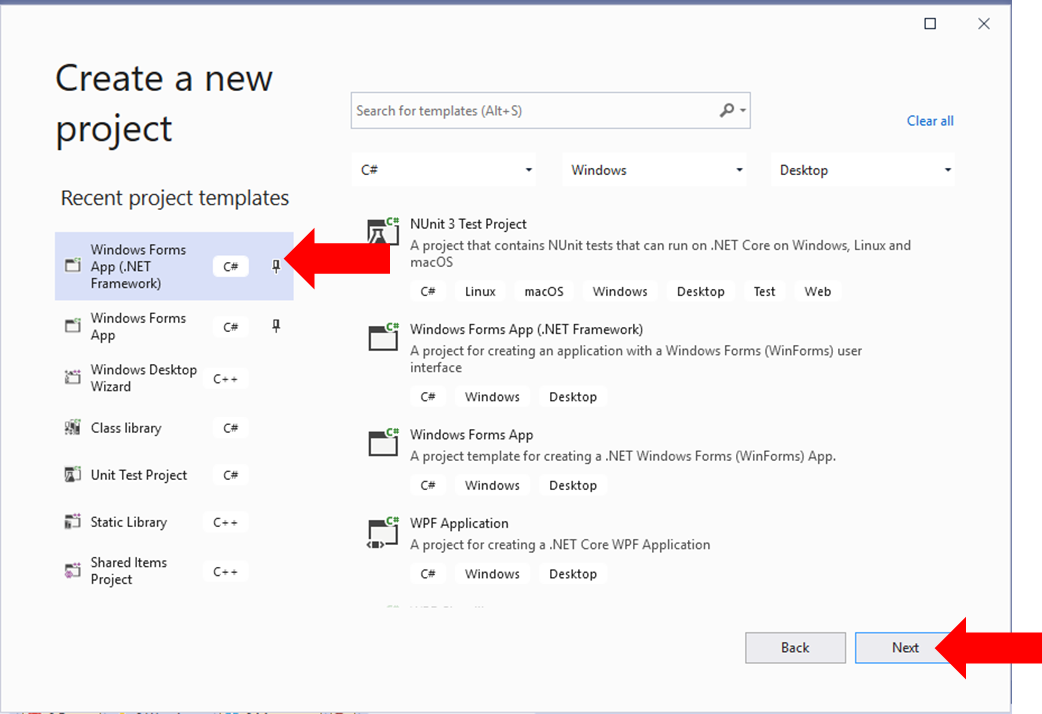 Create a new
project
Recent project templates
Windows Forms
App (.NET
Framework)
C#
Windows Forms
App
C#
Windows Desktop
Wizard
C++
Class library
C#
Unit Test Project
C#
Static Library
C++
Shared Items
Project
C++
Search for templates (Alt+S)
Clear all
C#
Windows
Desktop
C#
NUnit 3 Test Project
A project that contains NUnit tests that can run on .NET Core on Windows, Linux and
macOS
C# Linux macOS Windows Desktop Test Web
C#
Windows Forms App (.NET Framework)
A project for creating an application with a Windows Forms (WinForms) user
interface
C# Windows Desktop
C#
Windows Forms App
A project template for creating a .NET Windows Forms (WinForms) App.
C# Windows Desktop
C#
WPF Application
A project for creating a .NET Core WPF Application
C# Windows Desktop
Back
Next